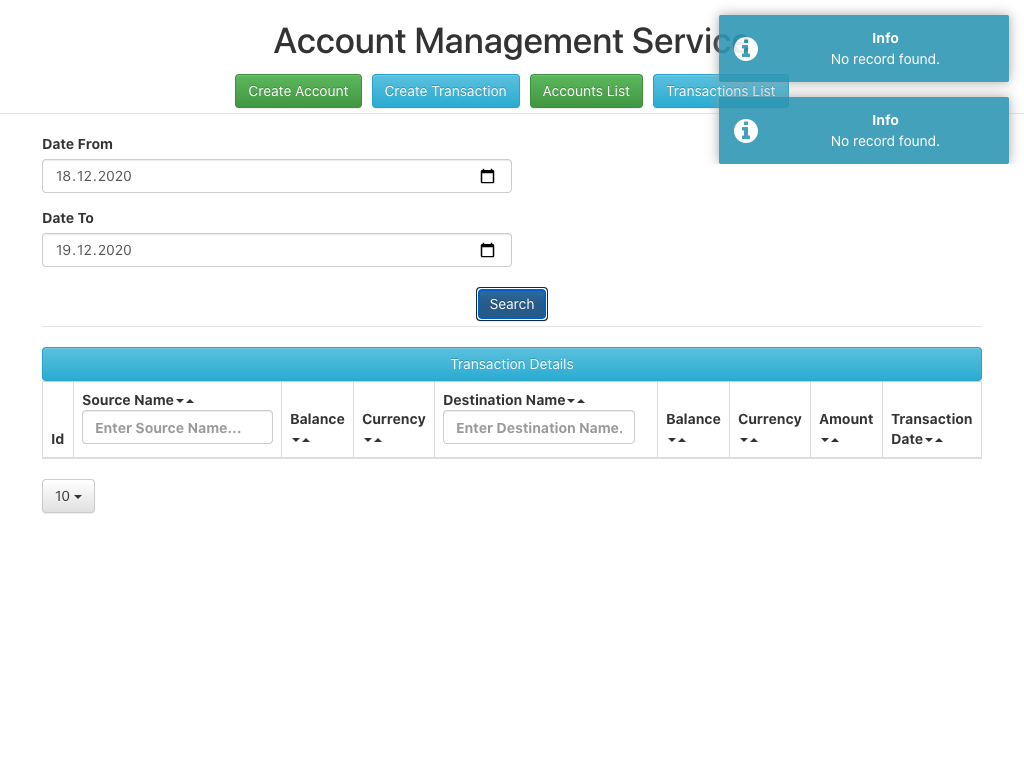 Account Management Service
Info
No record found.
Create Account
Create Transaction
Accounts List
Transactions List
Info
No record found.
Date From
18.12.2020
Date To
19.12.2020
Search
Transaction Details
Id
Source Name
Enter Source Name...
Balance
Currency
Destination Name
Enter Destination Name.
Balance
Currency
Amount
Transaction
Date
10